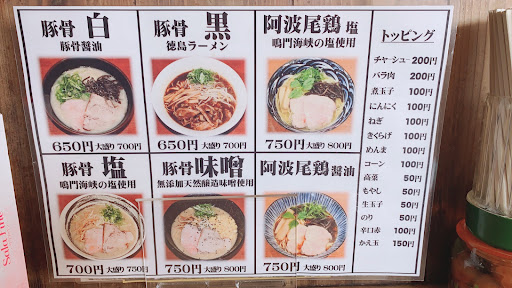 豚骨 白
豚骨醤油
650円 大盛り 700円
豚骨 黒
徳島ラーメン
650円 大盛り 700円
阿波尾鶏 塩
鳴門海峡の塩使用
750円 大盛り 800円
豚骨 塩
鳴門海峡の塩使用
700円 大盛り 750円
豚骨 味噌
無添加天然醸造味噌使用
750円 大盛り 800円
阿波尾鶏 醤油
750円 大盛り 800円
トッピング
チャーシュー 200円
バラ肉 200円
煮玉子 100円
にんにく 100円
ねぎ 100円
きくらげ 100円
めんま 100円
コーン 100円
高菜 50円
もやし 50円
生玉子 50円
のり 50円
辛口赤 100円
かえ玉 150円